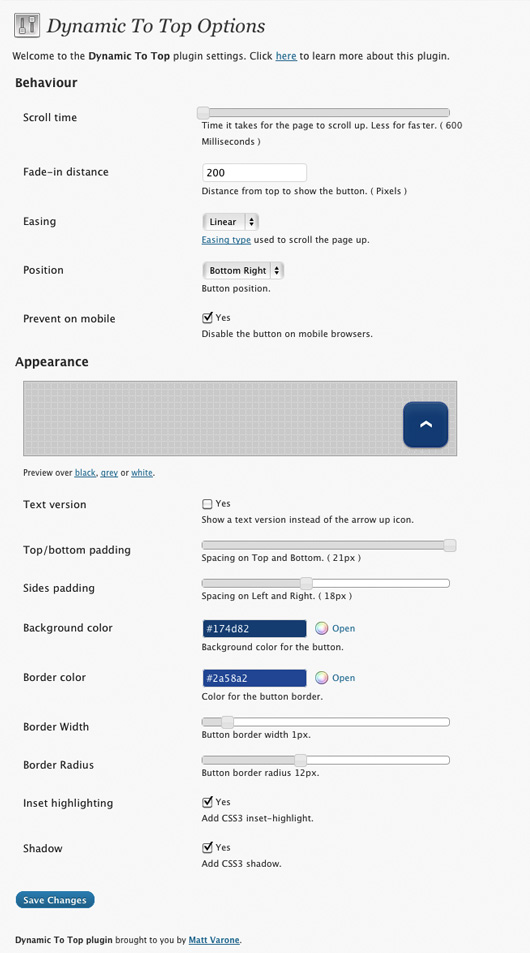 Dynamic To Top Options
Welcome to the Dynamic To Top plugin settings. Click here to learn more about this plugin.
Behaviour
Scroll time
Time it takes for the page to scroll up. Less for faster. ( 600
Milliseconds )
Fade-in distance
200
Distance from top to show the button. ( Pixels )
Easing
Linear
Easing type used to scroll the page up.
Position
Bottom Right
Button position.
Prevent on mobile
Yes
Disable the button on mobile browsers.
Appearance
Preview over black, grey or white.
Text version
Yes
Show a text version instead of the arrow up icon.
Top/bottom padding
Spacing on Top and Bottom. ( 21px )
Sides padding
Spacing on Left and Right. ( 18px )
Background color
#174d82
Open
Background color for the button.
Border color
#2a58a2
Open
Color for the button border.
Border Width
Button border width 1px.
Border Radius
Button border radius 12px.
Inset highlighting
Yes
Add CSS3 inset-highlight.
Shadow
Yes
Add CSS3 shadow.
Save Changes
Dynamic To Top plugin brought to you by Matt Varone.